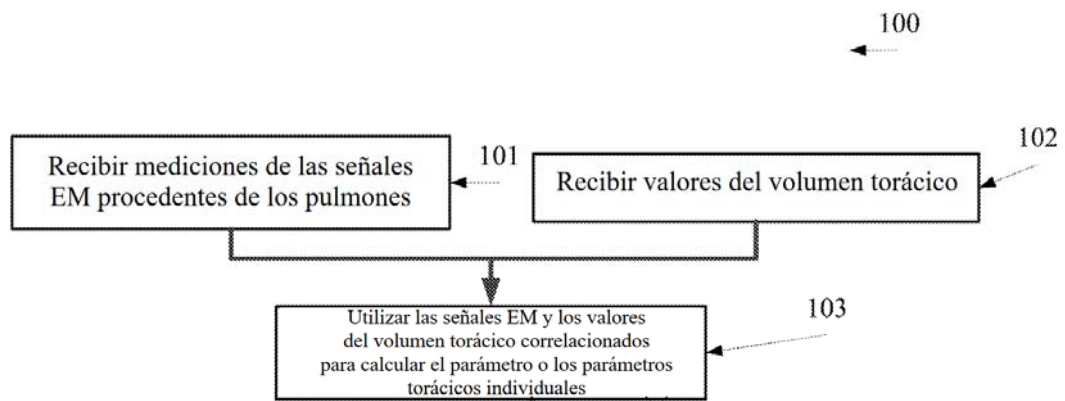 100
102
101
Recibir mediciones de las señales
EM procedentes de los pulmones
Recibir valores del volumen torácico
103
Utilizar las señales EM y los valores
del volumen torácico correlacionados
para calcular el parámetro o los parámetros
torácicos individuales